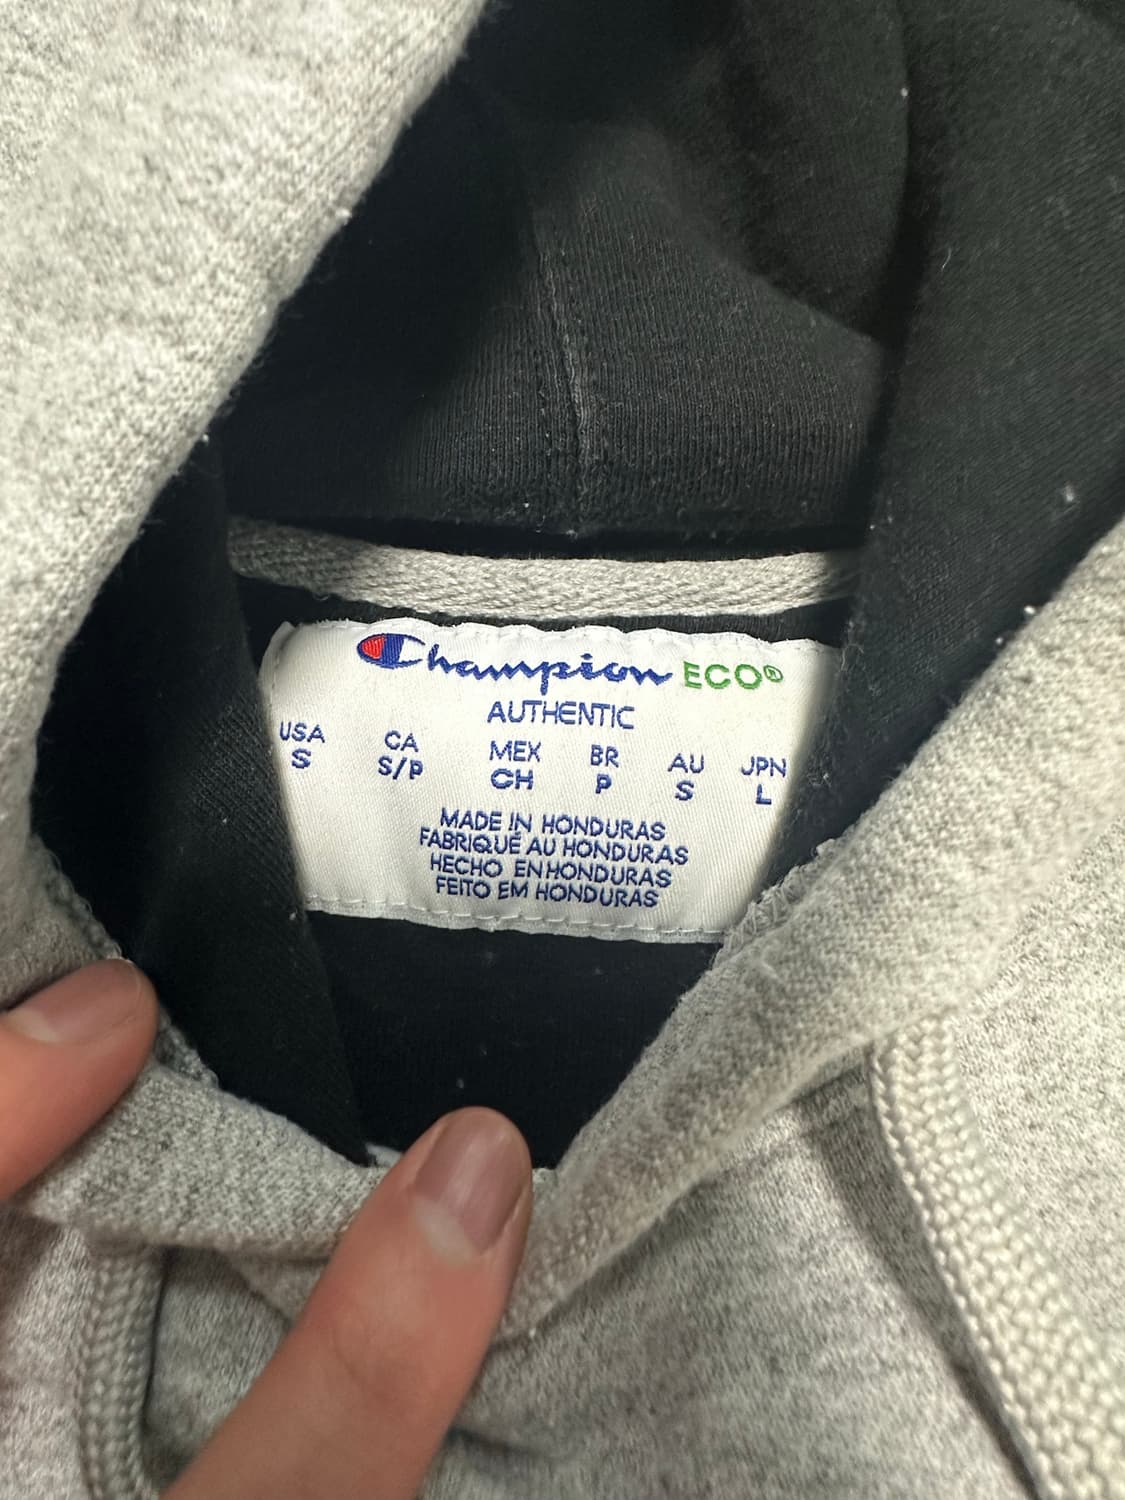 Champion ECO®
AUTHENTIC
USA CA MEX BR AU JPN
S S/P CH P S L
MADE IN HONDURAS
FABRIQUÉ AU HONDURAS
HECHO EN HONDURAS
FEITO EM HONDURAS